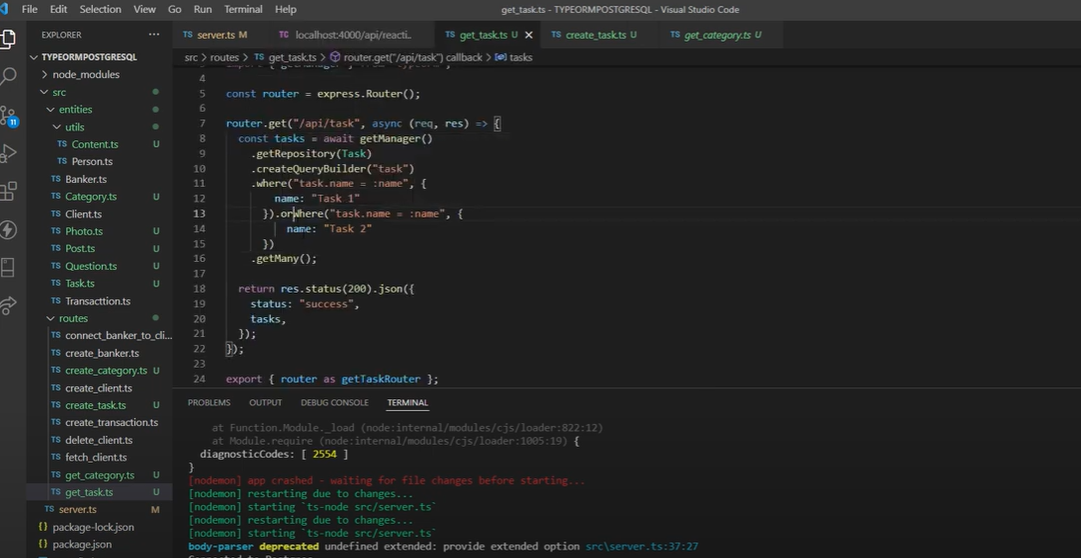 File Edit Selection View Go Run Terminal Help
get_task.ts - TYPEORMPOSTGRESQL - Visual Studio Code
EXPLORER ...
TS server.ts M
localhost:4000/api/reacti...
TS get_task.ts U
TS create_task.ts U
TS get_category.ts U
src > routes > TS get_task.ts > router.get("/api/task") callback > tasks
TYPEORMPOSTGRESQL
node_modules
src
entities
utils
TS Content.ts U
TS Person.ts
TS Banker.ts
TS Category.ts U
TS Client.ts
TS Photo.ts U
TS Post.ts U
TS Question.ts U
TS Task.ts U
TS Transacttion.ts
routes
TS connect_banker_to_cli...
TS create_banker.ts
TS create_category.ts U
TS create_client.ts
TS create_task.ts U
TS create_transaction.ts
TS delete_client.ts
TS fetch_client.ts
TS get_category.ts U
TS get_task.ts U
TS server.ts M
{} package-lock.json
{} package.json
11
4
5 const router = express.Router();
6
7 router.get("/api/task", async (req, res) => {
8 const tasks = await getManager()
9 .getRepository(Task)
10 .createQueryBuilder("task")
11 .where("task.name = :name", {
12 name: "Task 1"
13 }).orWhere("task.name = :name", {
14 name: "Task 2"
15 })
16 .getMany();
17
18 return res.status(200).json({
19 status: "success",
20 tasks,
21 });
22 });
23
24 export { router as getTaskRouter };
PROBLEMS OUTPUT DEBUG CONSOLE TERMINAL
at Function.Module._load (node:internal/modules/cjs/loader:822:12)
at Module.require (node:internal/modules/cjs/loader:1005:19) {
diagnosticCodes: [ 2554 ]
}
[nodemon] app crashed - waiting for file changes before starting...
[nodemon] restarting due to changes...
[nodemon] starting `ts-node src/server.ts`
[nodemon] restarting due to changes...
[nodemon] starting `ts-node src/server.ts`
body-parser deprecated undefined extended: provide extended option src\server.ts:37:27